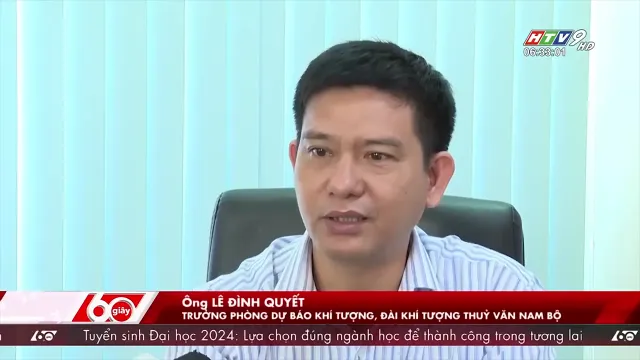 HTV9 HD
06:33:01
Ông LÊ ĐÌNH QUYẾT
TRƯỞNG PHÒNG DỰ BÁO KHÍ TƯỢNG, ĐÀI KHÍ TƯỢNG THUỶ VĂN NAM BỘ
60 giây
60 Tuyển sinh Đại học 2024: Lựa chọn đúng ngành học để thành công trong tương lai 60